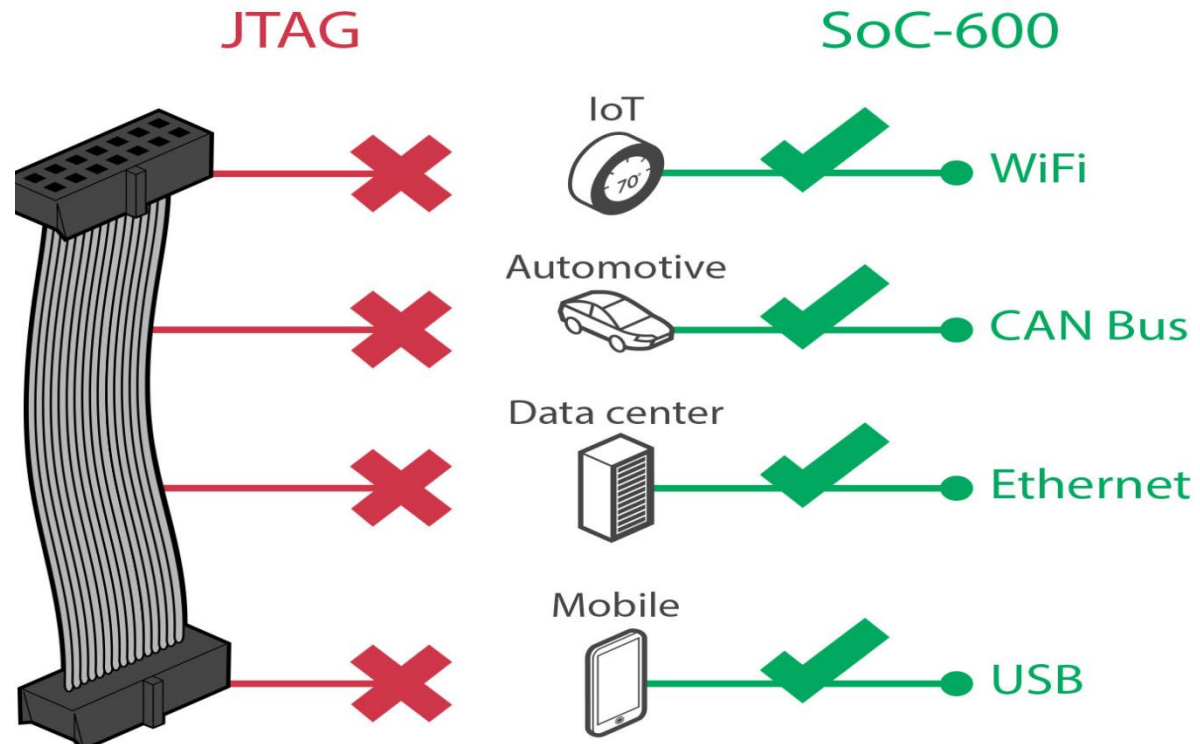 JTAG
SoC-600
IoT
70°
WiFi
Automotive
CAN Bus
Data center
Ethernet
Mobile
USB